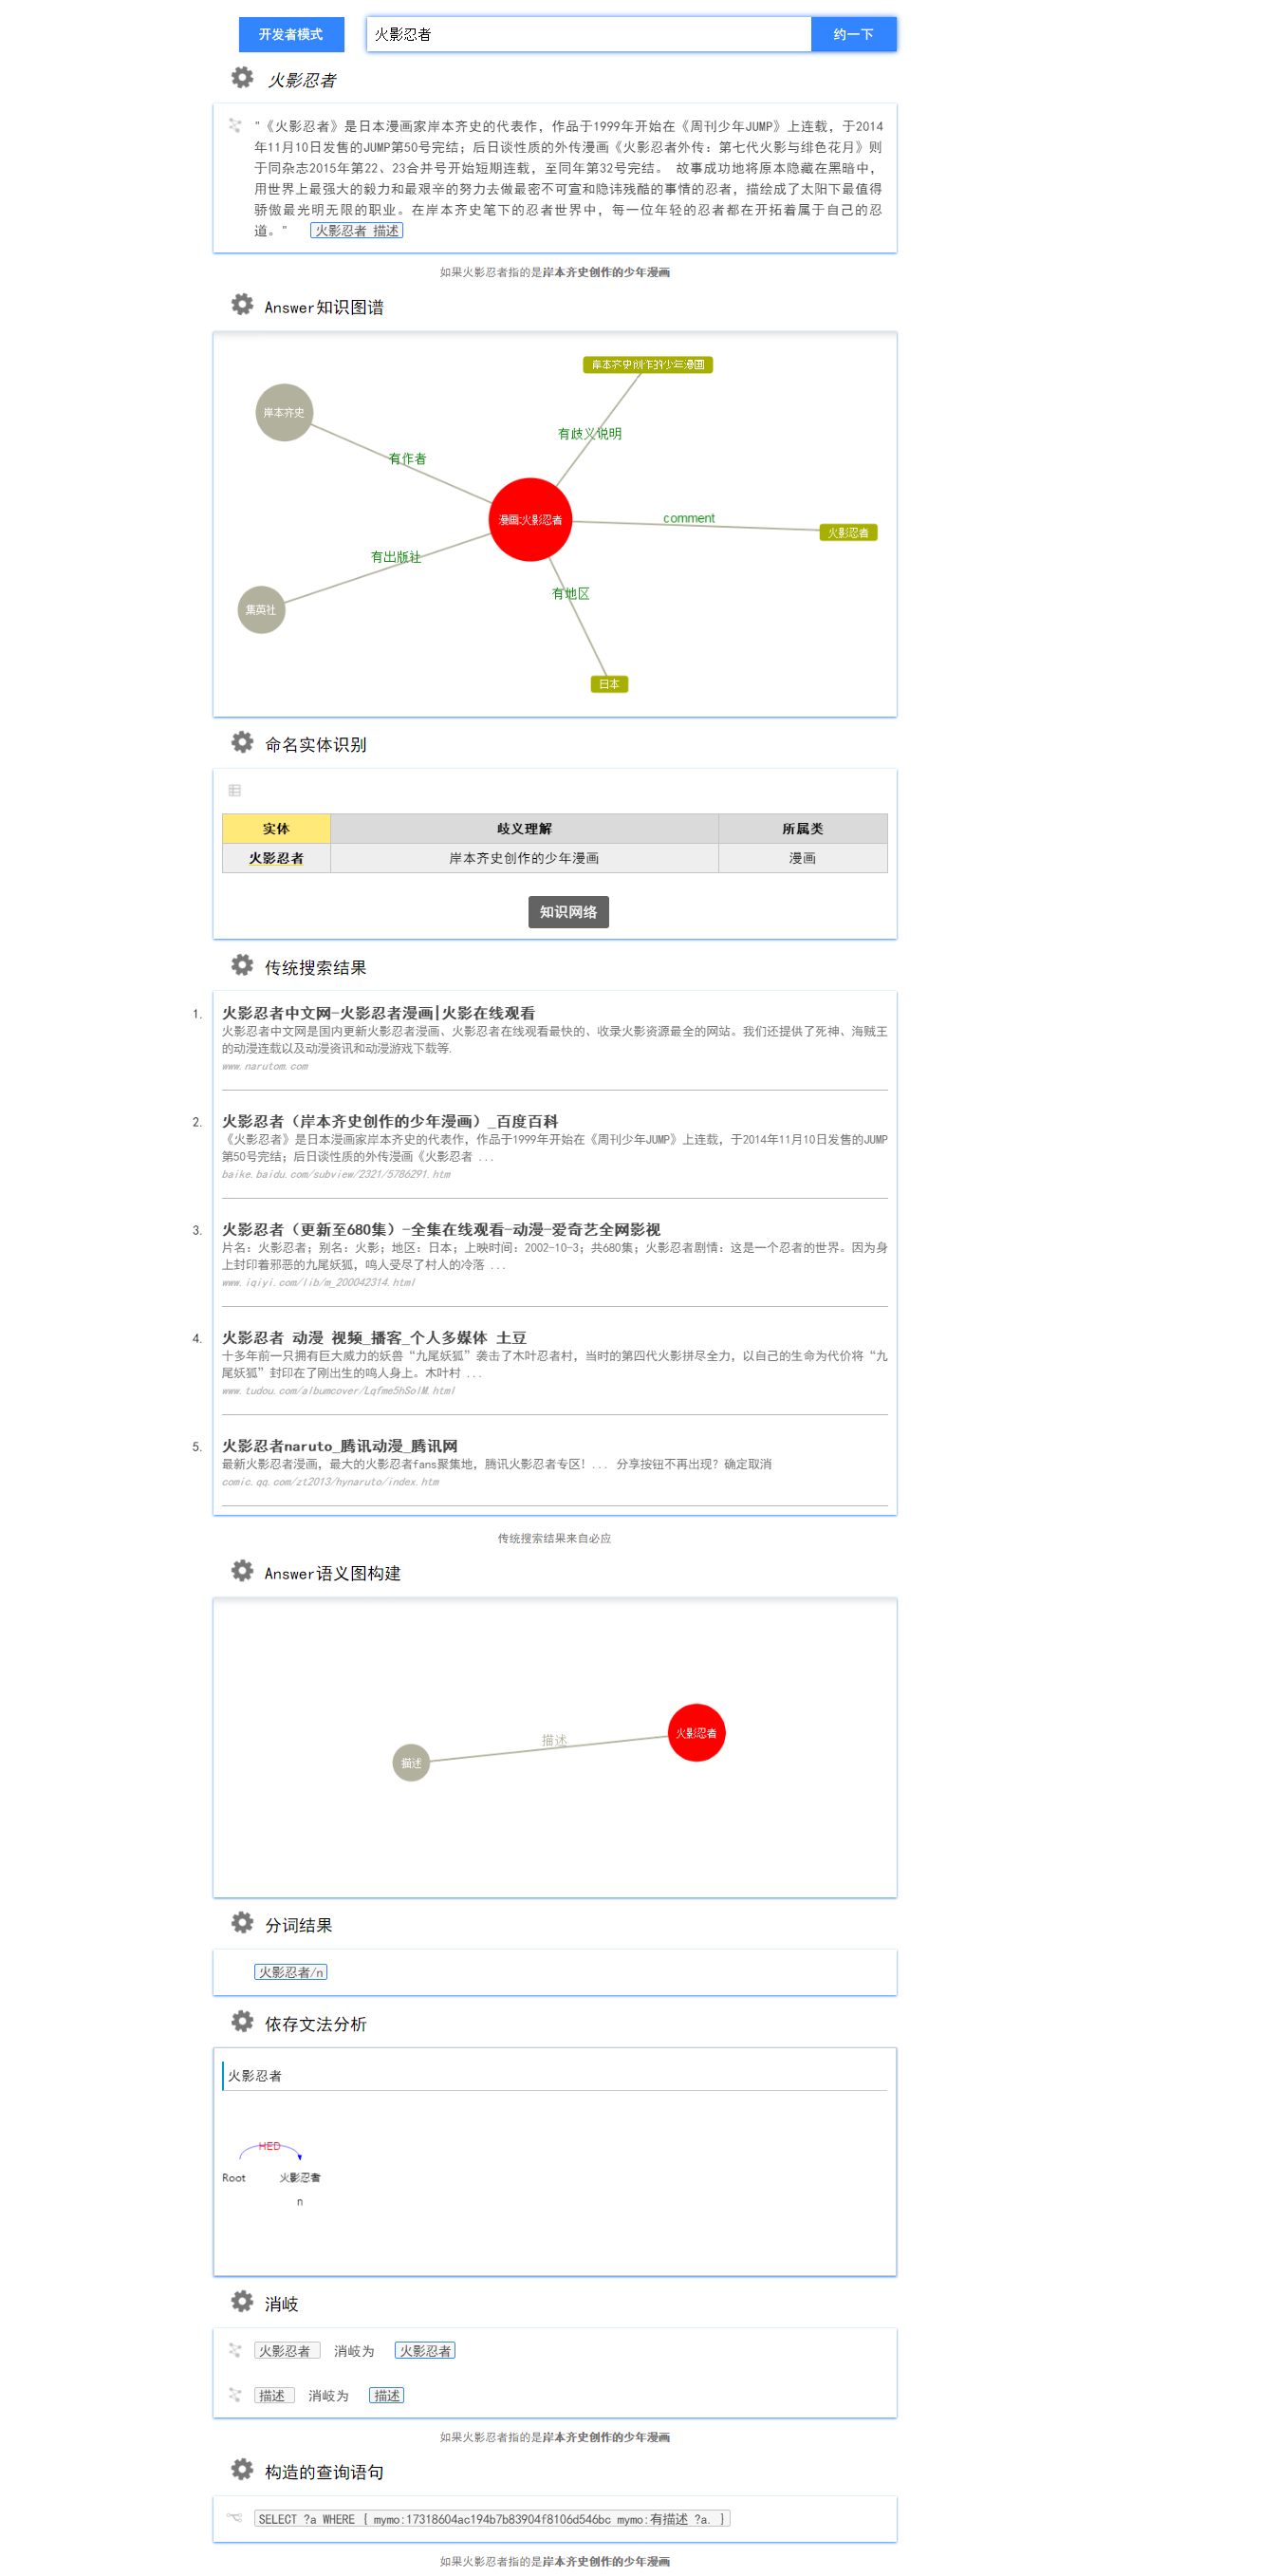 开发者模式
火影忍者
约一下
火影忍者
"《火影忍者》是日本漫画家岸本齐史的代表作，作品于1999年开始在《周刊少年JUMP》上连载，于2014
年11月10日发售的JUMP第50号完结；后日谈性质的外传漫画《火影忍者外传：第七代火影与绯色花月》则
于同杂志2015年第22、23合并号开始短期连载，至同年第32号完结。 故事成功地将原本隐藏在黑暗中，
用世界上最强大的毅力和最艰辛的努力去做最密不可宣和隐讳残酷的事情的忍者，描绘成了太阳下最值得
骄傲最光明无限的职业。在岸本齐史笔下的忍者世界中，每一位年轻的忍者都在开拓着属于自己的忍
道。" 火影忍者 描述
如果火影忍者指的是岸本齐史创作的少年漫画
Answer知识图谱
岸本齐史创作的少年漫画
岸本齐史
有歧义说明
有作者
漫画:火影忍者
comment
火影忍者
有出版社
有地区
集英社
日本
命名实体识别
实体 歧义理解 所属类
火影忍者 岸本齐史创作的少年漫画 漫画
知识网络
传统搜索结果
1. 火影忍者中文网-火影忍者漫画|火影在线观看
火影忍者中文网是国内更新火影忍者漫画、火影忍者在线观看最快的、收录火影资源最全的网站。我们还提供了死神、海贼王
的动漫连载以及动漫资讯和动漫游戏下载等.
www.narutom.com
2. 火影忍者（岸本齐史创作的少年漫画）_百度百科
《火影忍者》是日本漫画家岸本齐史的代表作，作品于1999年开始在《周刊少年JUMP》上连载，于2014年11月10日发售的JUMP
第50号完结；后日谈性质的外传漫画《火影忍者 ...
baike.baidu.com/subview/2321/5786291.htm
3. 火影忍者（更新至680集）-全集在线观看-动漫-爱奇艺全网影视
片名：火影忍者；别名：火影；地区：日本；上映时间：2002-10-3；共680集；火影忍者剧情：这是一个忍者的世界。因为身
上封印着邪恶的九尾妖狐，鸣人受尽了村人的冷落 ...
www.iqiyi.com/lib/m_200042314.html
4. 火影忍者 动漫 视频_播客_个人多媒体 土豆
十多年前一只拥有巨大威力的妖兽“九尾妖狐”袭击了木叶忍者村，当时的第四代火影拼尽全力，以自己的生命为代价将“九
尾妖狐”封印在了刚出生的鸣人身上。木叶村 ...
www.tudou.com/albumcover/Lqfme5hSolM.html
5. 火影忍者naruto_腾讯动漫_腾讯网
最新火影忍者漫画，最大的火影忍者fans聚集地，腾讯火影忍者专区！... 分享按钮不再出现？确定取消
comic.qq.com/zt2013/hynaruto/index.htm
传统搜索结果来自必应
Answer语义图构建
火影忍者
描述
描述
分词结果
火影忍者/n
依存文法分析
火影忍者
HED
Root 火影忍者
n
消岐
火影忍者 消岐为 火影忍者
描述 消岐为 描述
如果火影忍者指的是岸本齐史创作的少年漫画
构造的查询语句
SELECT ?a WHERE { mymo:17318604ac194b7b83904f8106d546bc mymo:有描述 ?a. }
如果火影忍者指的是岸本齐史创作的少年漫画